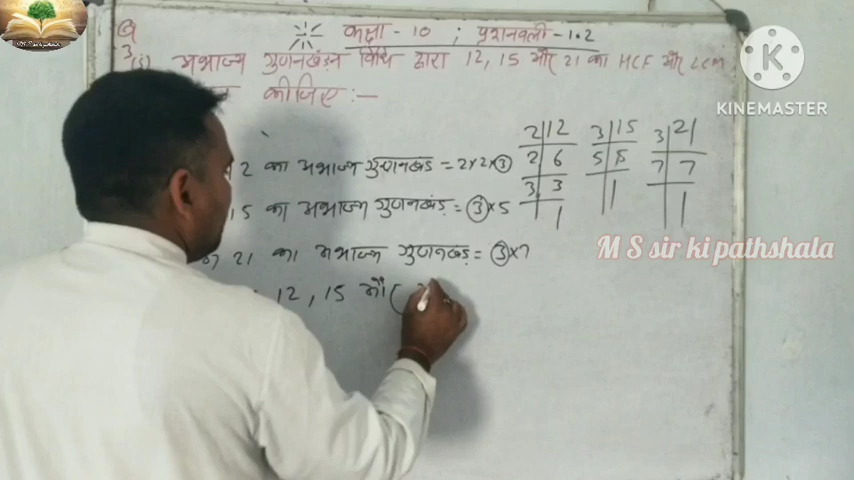 कक्षा - 10 ; प्रश्नवली - 1.2
Q
3 (i) अभाज्य गुणनखंडन विधि द्वारा 12, 15 और 21 का HCF और LCM
कीजिए :-
2 का अभाज्य गुणनखंड = 2×2×3
15 का अभाज्य गुणनखंड = 3×5
21 का अभाज्य गुणनखंड = 3×7
12, 15 और
2 | 12
2 | 6
3 | 3
1
3 | 15
5 | 5
1
3 | 21
7 | 7
1
KINEMASTER
M S sir ki pathshala